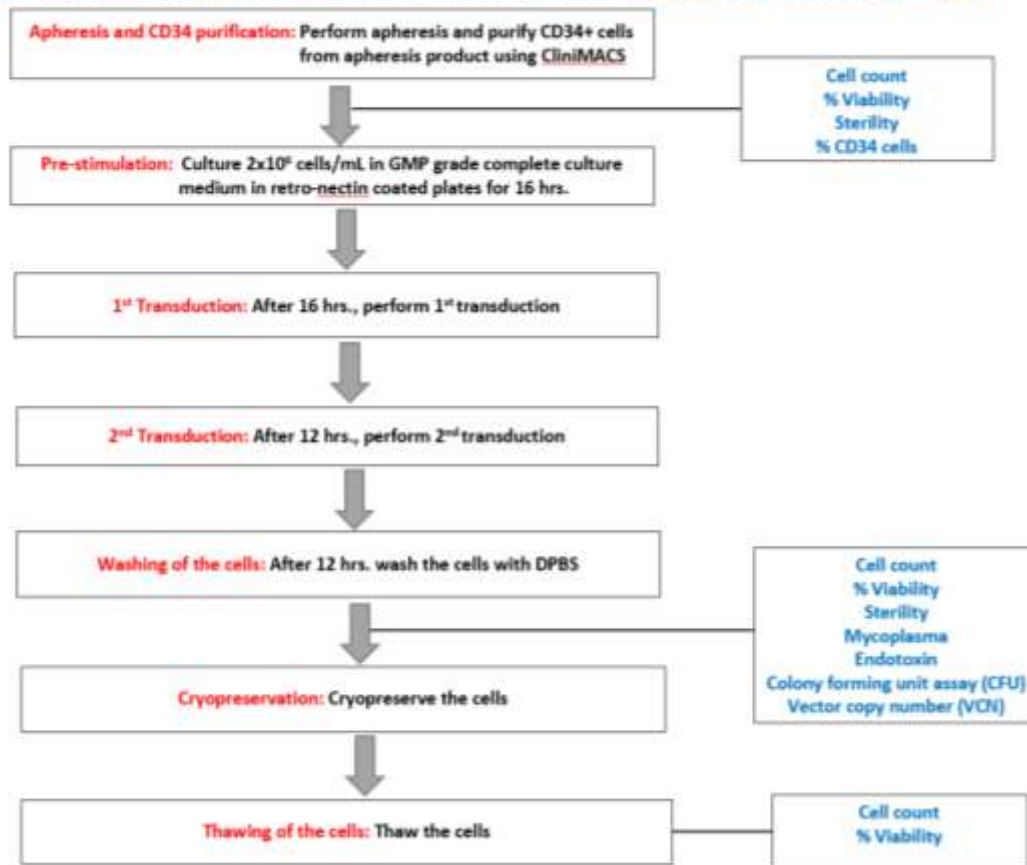 Apheresis and CD34 purification: Perform apheresis and purify CD34+ cells
from apheresis product using CliniMACS
Cell count
% Viability
Sterility
% CD34 cells
Pre-stimulation: Culture 2x10⁶ cells/mL in GMP grade complete culture
medium in retro-nectin coated plates for 16 hrs.
1st Transduction: After 16 hrs., perform 1st transduction
2nd Transduction: After 12 hrs., perform 2nd transduction
Washing of the cells: After 12 hrs. wash the cells with DPBS
Cell count
% Viability
Sterility
Mycoplasma
Endotoxin
Colony forming unit assay (CFU)
Vector copy number (VCN)
Cryopreservation: Cryopreserve the cells
Thawing of the cells: Thaw the cells
Cell count
% Viability